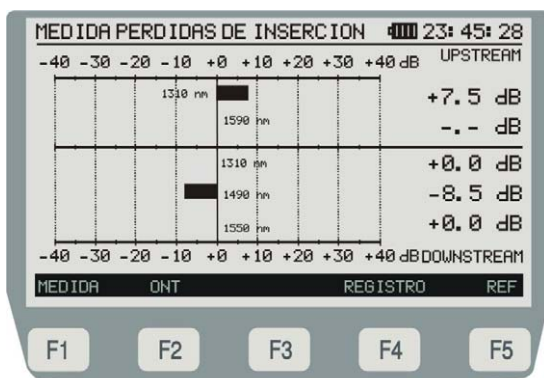 MEDIDA PERDIDAS DE INSERCION 23:45:28
-40 -30 -20 -10 +0 +10 +20 +30 +40 dB UPSTREAM
1310 nm +7.5 dB
1590 nm -.- dB
1310 nm +0.0 dB
1490 nm -8.5 dB
1550 nm +0.0 dB
-40 -30 -20 -10 +0 +10 +20 +30 +40 dB DOWNSTREAM
MEDIDA ONT REGISTRO REF
F1 F2 F3 F4 F5